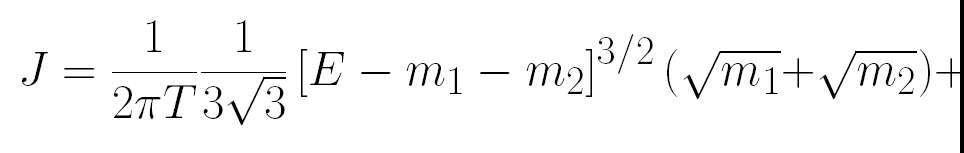 J = \frac{1}{2\pi T} \frac{1}{3\sqrt{3}} [E - m_1 - m_2]^{3/2} (\sqrt{m_1} + \sqrt{m_2}) +